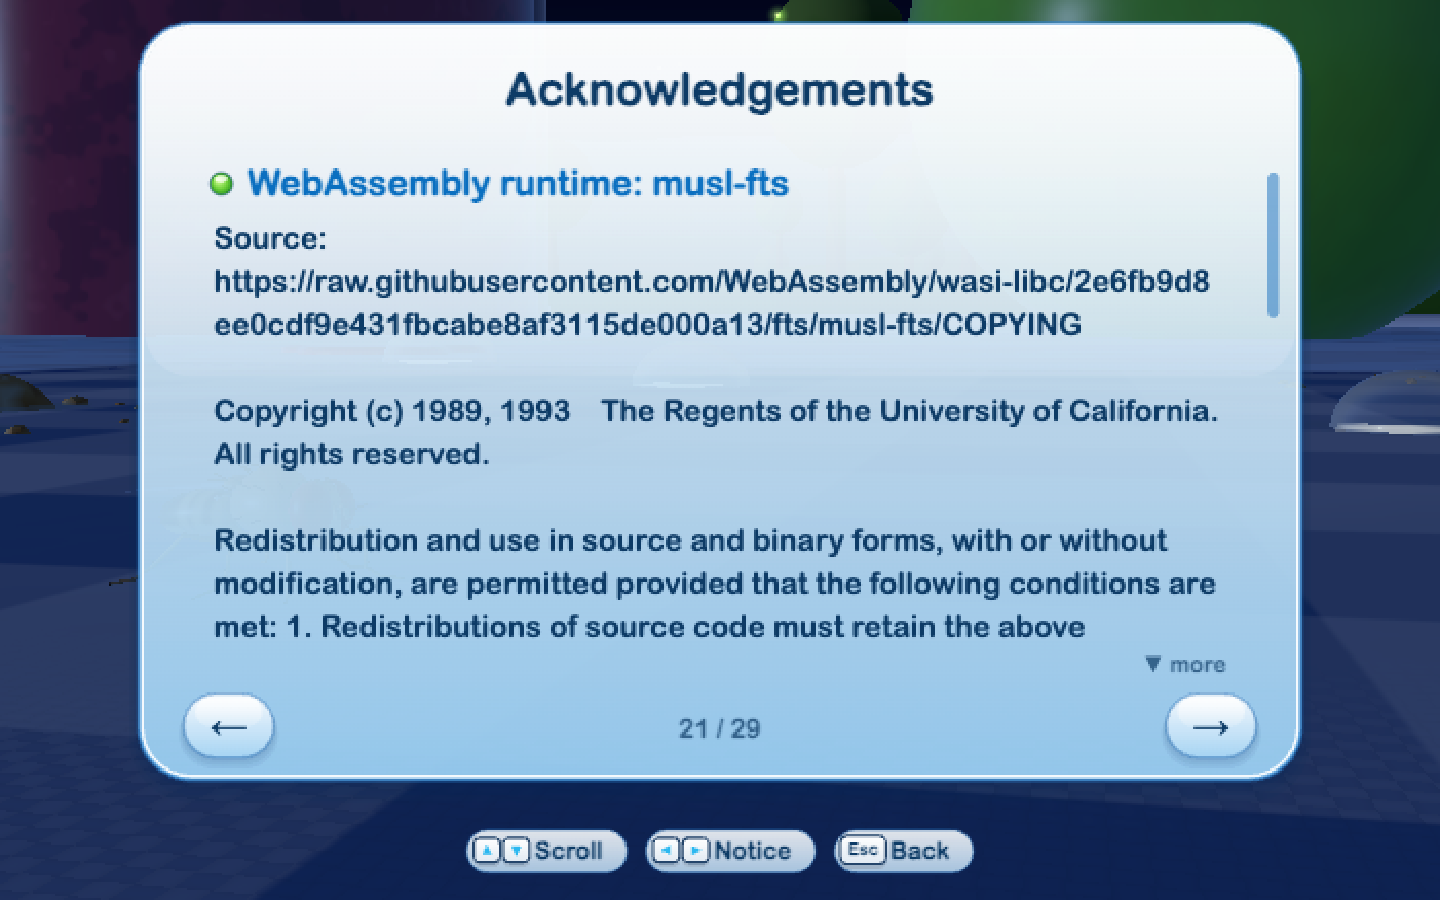 Acknowledgements
WebAssembly runtime: musl-fts
Source:
https://raw.githubusercontent.com/WebAssembly/wasi-libc/2e6fb9d8
ee0cdf9e431fbcabe8af3115de000a13/fts/musl-fts/COPYING
Copyright (c) 1989, 1993 The Regents of the University of California.
All rights reserved.
Redistribution and use in source and binary forms, with or without
modification, are permitted provided that the following conditions are
met: 1. Redistributions of source code must retain the above
▼ more
← 21 / 29 →
▲ ▼ Scroll ◄ ► Notice Esc Back